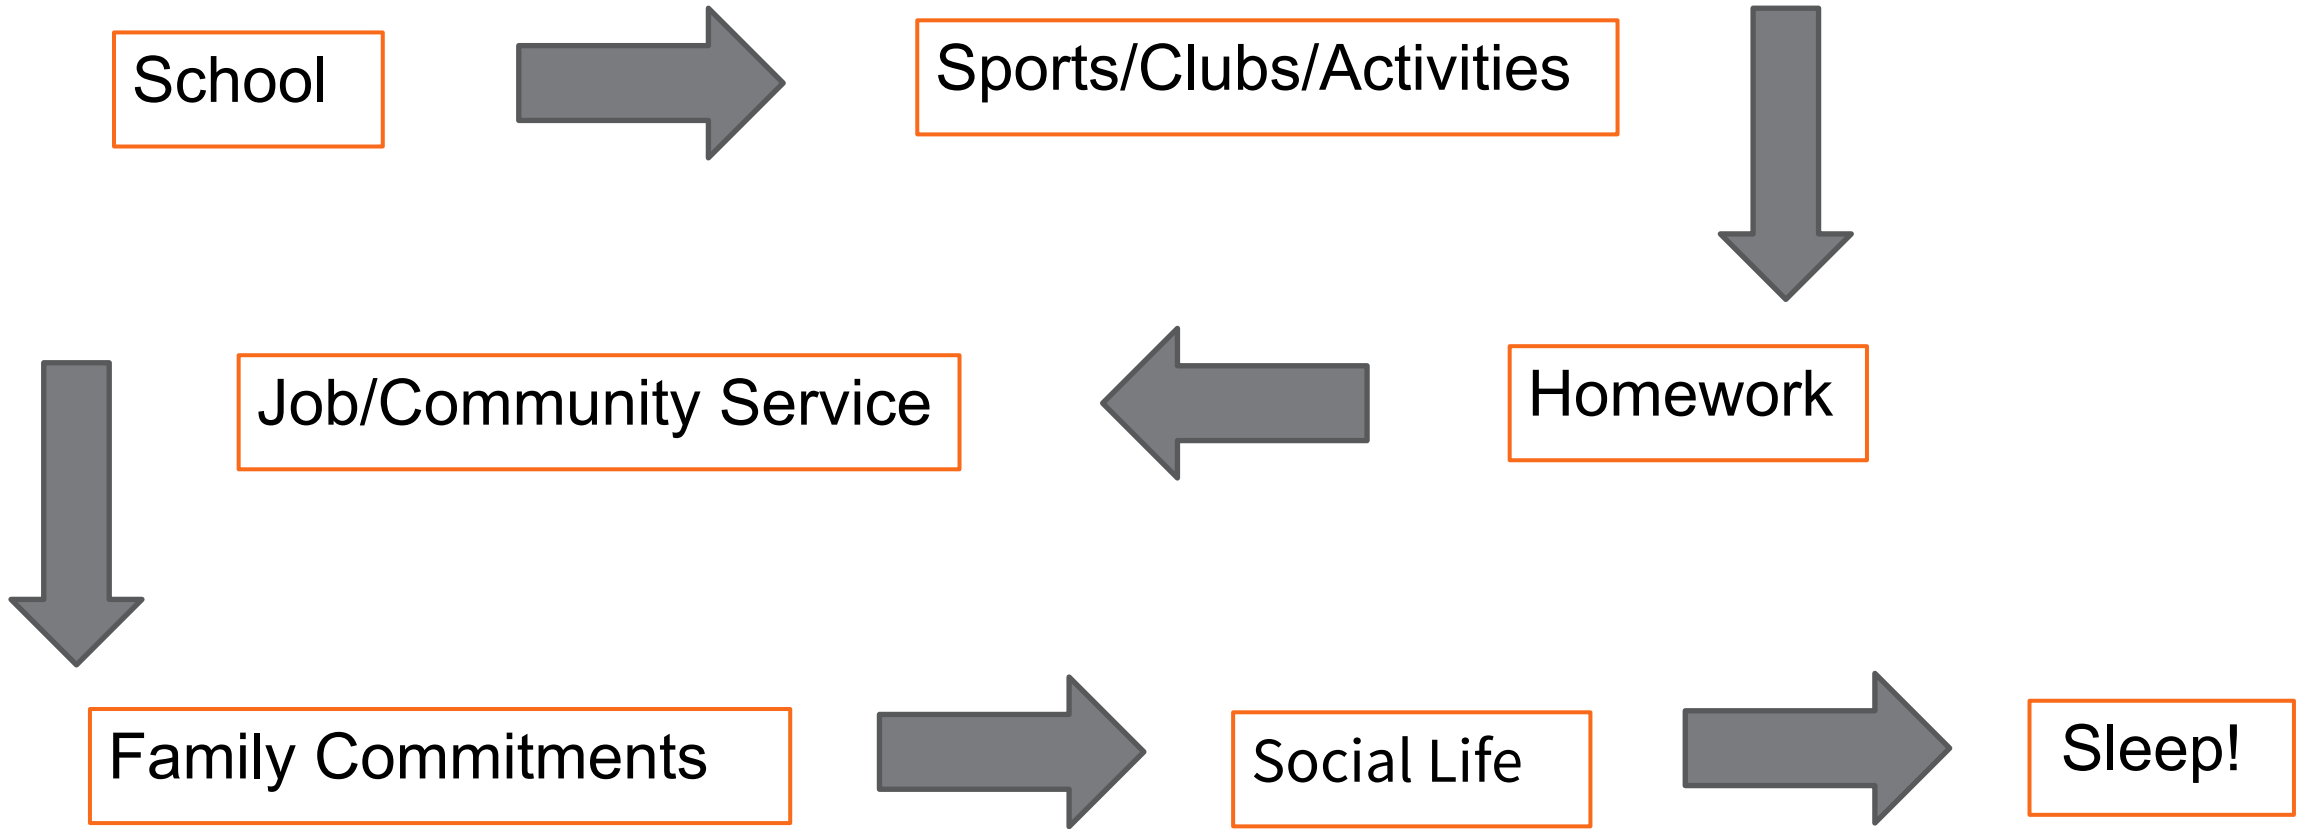 School
Sports/Clubs/Activities
Homework
Job/Community Service
Family Commitments
Social Life
Sleep!